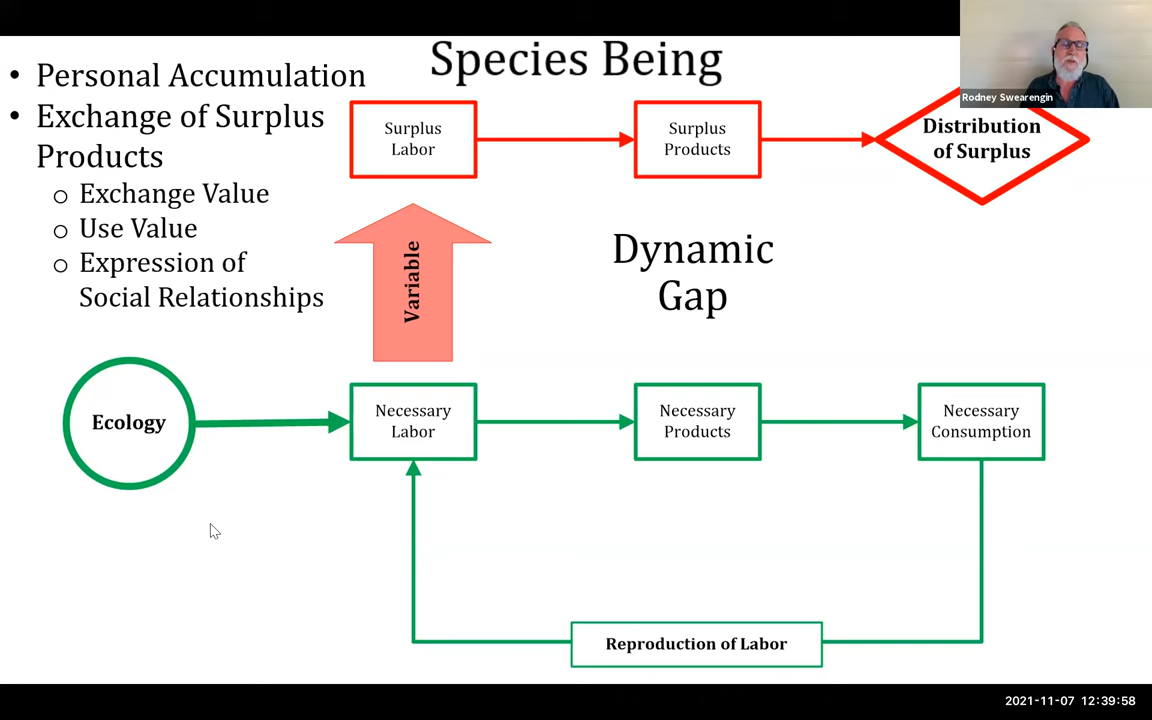 Species Being
• Personal Accumulation
• Exchange of Surplus
Products
o Exchange Value
o Use Value
o Expression of
Social Relationships
Surplus
Labor
Surplus
Products
Rodney Swearengin
Distribution
of Surplus
Variable
Dynamic
Gap
Ecology
Necessary
Labor
Necessary
Products
Necessary
Consumption
Reproduction of Labor
2021-11-07 12:39:58